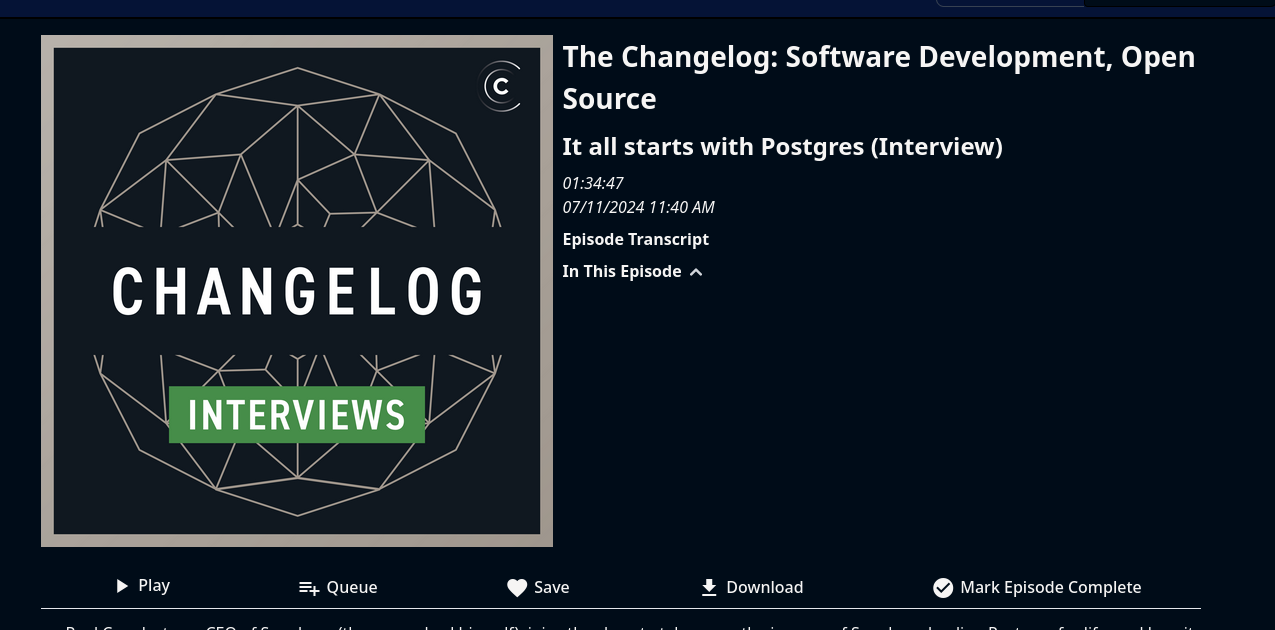 The Changelog: Software Development, Open
Source
It all starts with Postgres (Interview)
01:34:47
07/11/2024 11:40 AM
Episode Transcript
In This Episode
C
CHANGELOG
INTERVIEWS
Play
Queue
Save
Download
Mark Episode Complete